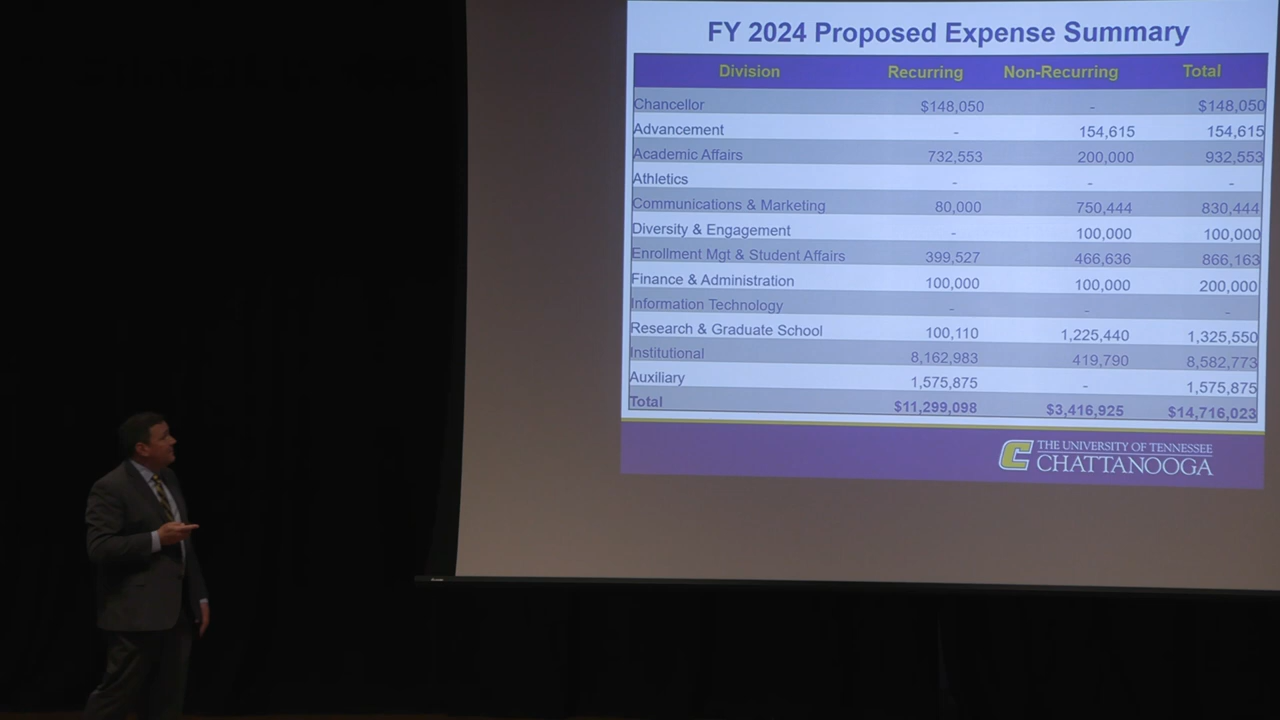 FY 2024 Proposed Expense Summary
Division Recurring Non-Recurring Total
Chancellor $148,050 - $148,050
Advancement - 154,615 154,615
Academic Affairs 732,553 200,000 932,553
Athletics - - -
Communications & Marketing 80,000 750,444 830,444
Diversity & Engagement - 100,000 100,000
Enrollment Mgt & Student Affairs 399,527 466,636 866,163
Finance & Administration 100,000 100,000 200,000
Information Technology - - -
Research & Graduate School 100,110 1,225,440 1,325,550
Institutional 8,162,983 419,790 8,582,773
Auxiliary 1,575,875 - 1,575,875
Total $11,299,098 $3,416,925 $14,716,023
THE UNIVERSITY OF TENNESSEE
C CHATTANOOGA